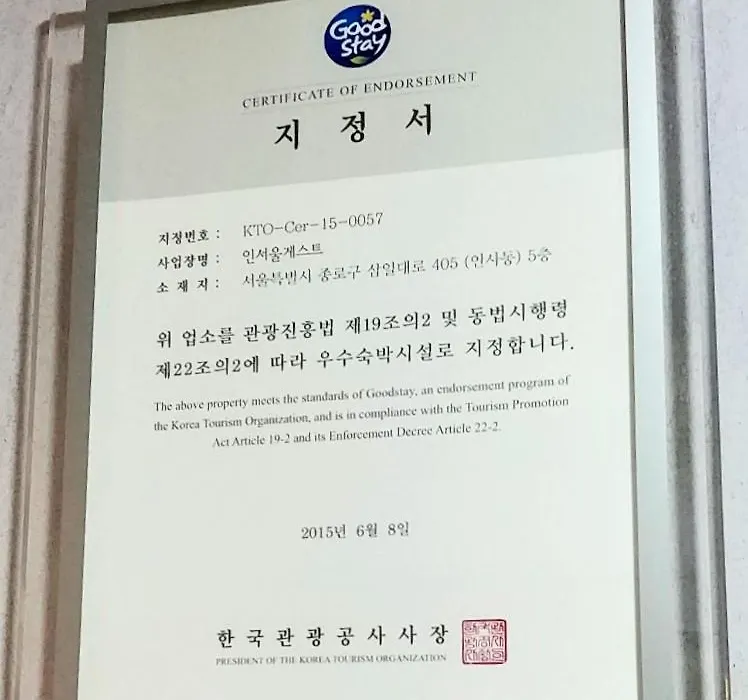 Good
stay
CERTIFICATE OF ENDORSEMENT
지 정 서
지정번호 : KTO-Cer-15-0057
사업장명 : 인서울게스트
소 재 지 : 서울특별시 종로구 삼일대로 405 (인사동) 5층
위 업소를 관광진흥법 제19조의2 및 동법시행령
제22조의2에 따라 우수숙박시설로 지정합니다.
The above property meets the standards of Goodstay, an endorsement program of
the Korea Tourism Organization, and is in compliance with the Tourism Promotion
Act Article 19-2 and its Enforcement Decree Article 22-2.
2015년 6월 8일
한국관광공사사장
PRESIDENT OF THE KOREA TOURISM ORGANIZATION